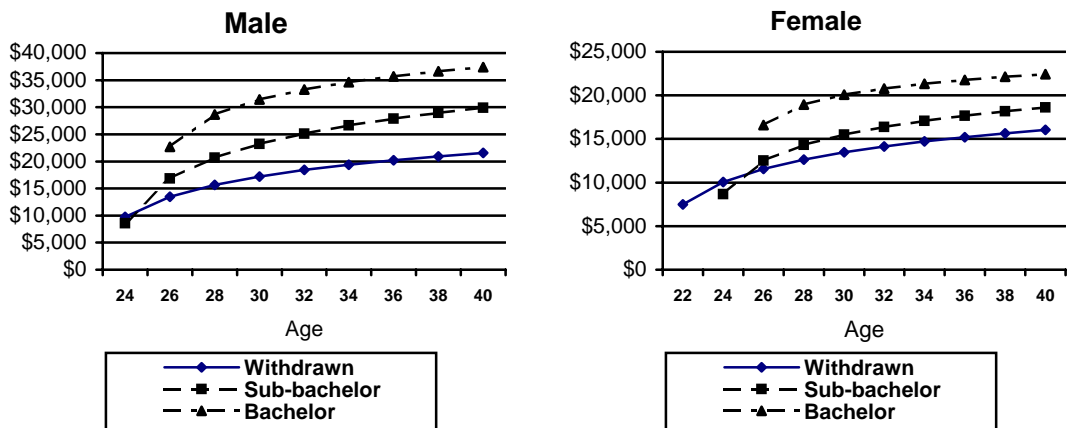 Male
$40,000
$35,000
$30,000
$25,000
$20,000
$15,000
$10,000
$5,000
$0
24 26 28 30 32 34 36 38 40
Age
Withdrawn
Sub-bachelor
Bachelor
Female
$25,000
$20,000
$15,000
$10,000
$5,000
$0
22 24 26 28 30 32 34 36 38 40
Age
Withdrawn
Sub-bachelor
Bachelor